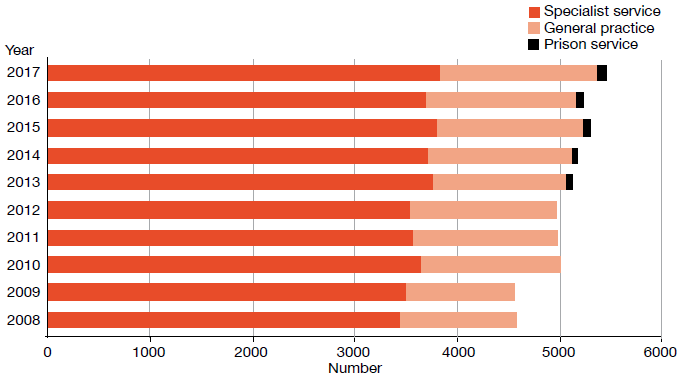 Specialist service
General practice
Prison service
Year
2017
2016
2015
2014
2013
2012
2011
2010
2009
2008
0 1000 2000 3000 4000 5000 6000
Number